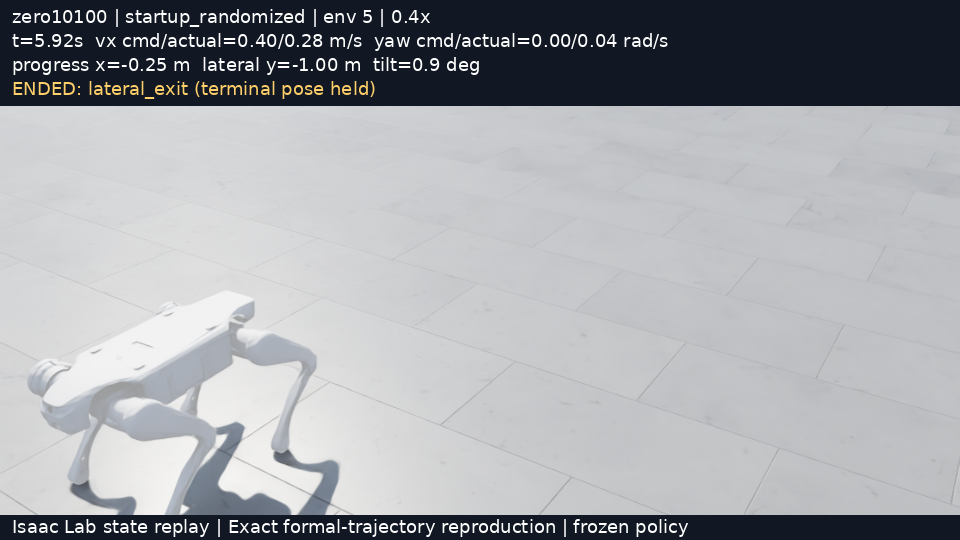 zero10100 | startup_randomized | env 5 | 0.4x
t=5.92s  vx cmd/actual=0.40/0.28 m/s  yaw cmd/actual=0.00/0.04 rad/s
progress x=-0.25 m  lateral y=-1.00 m  tilt=0.9 deg
ENDED: lateral_exit (terminal pose held)
Isaac Lab state replay | Exact formal-trajectory reproduction | frozen policy